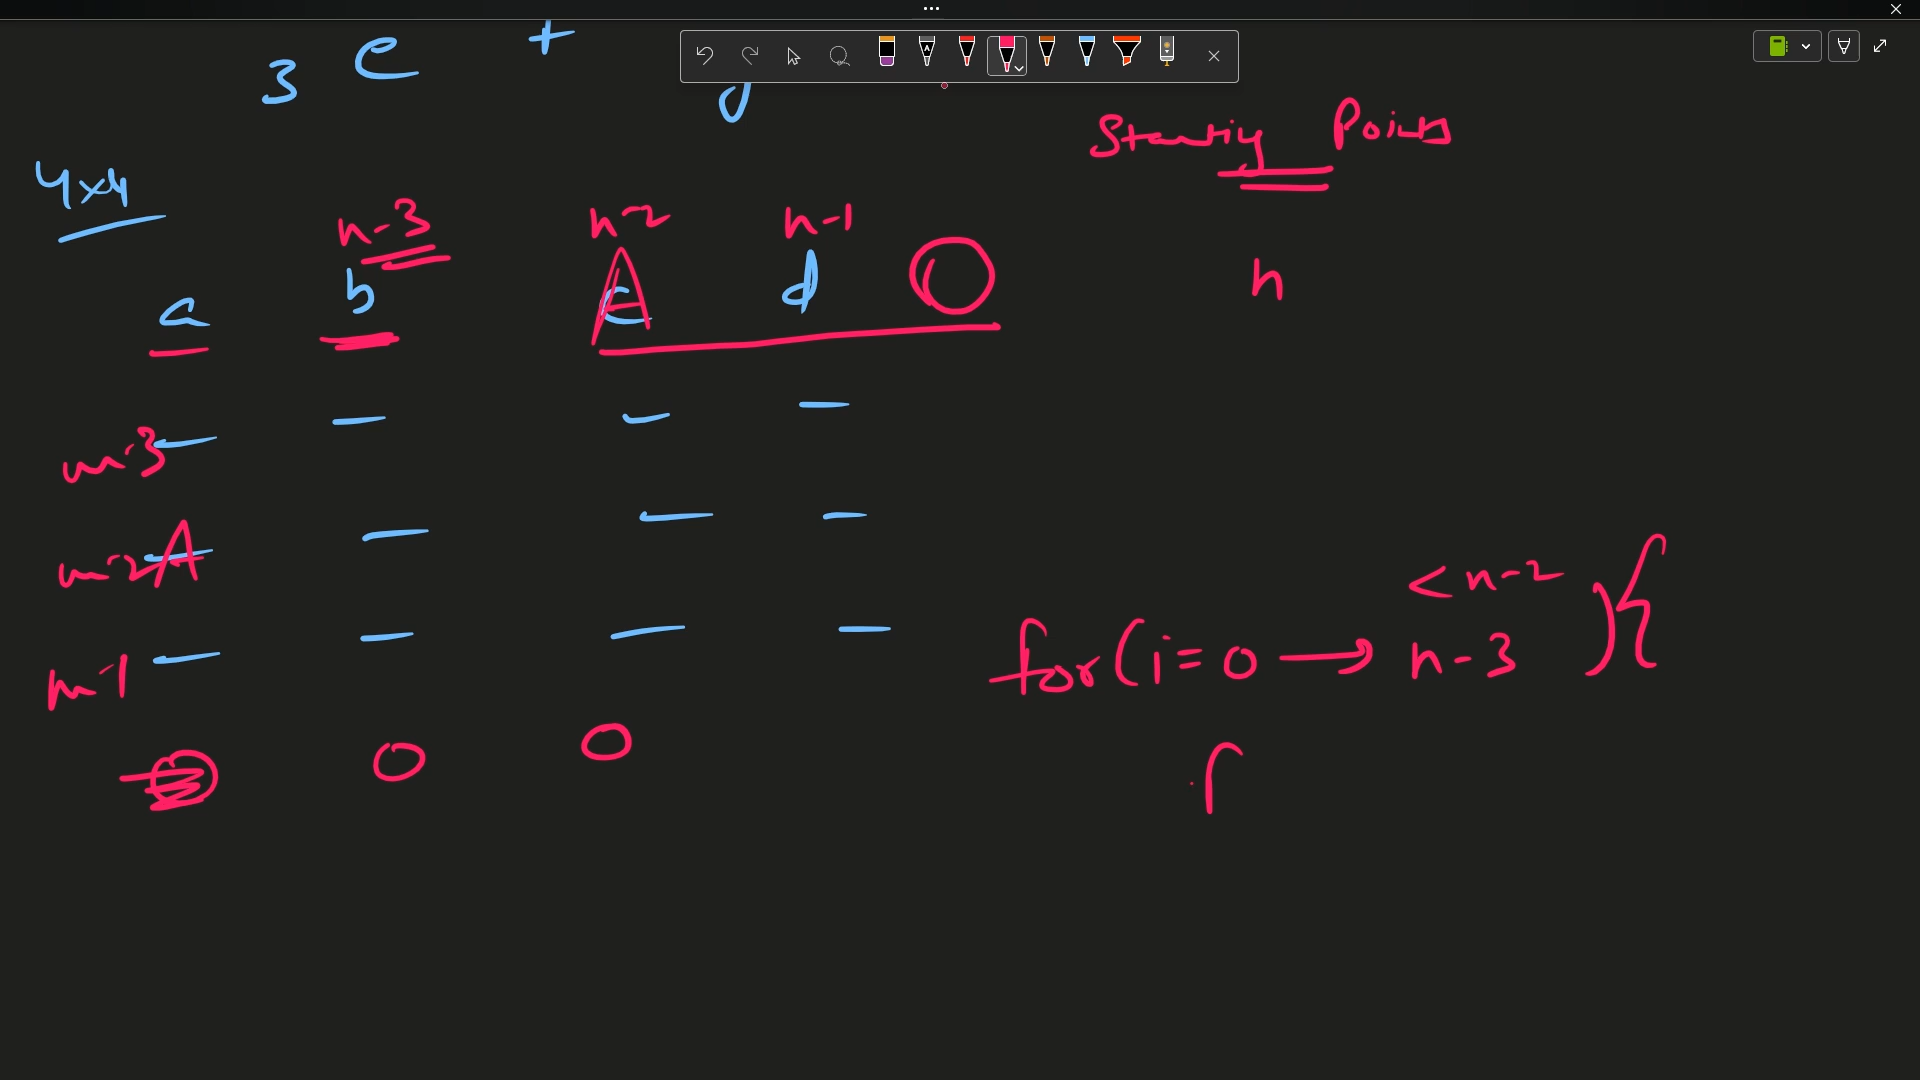 3 e +
Starting Points
4x4
n-3 n-2 n-1
a b c d O n
A
m-3
m-2 A
< n-2
for(i=0 → n-3 ){
m-1
O O